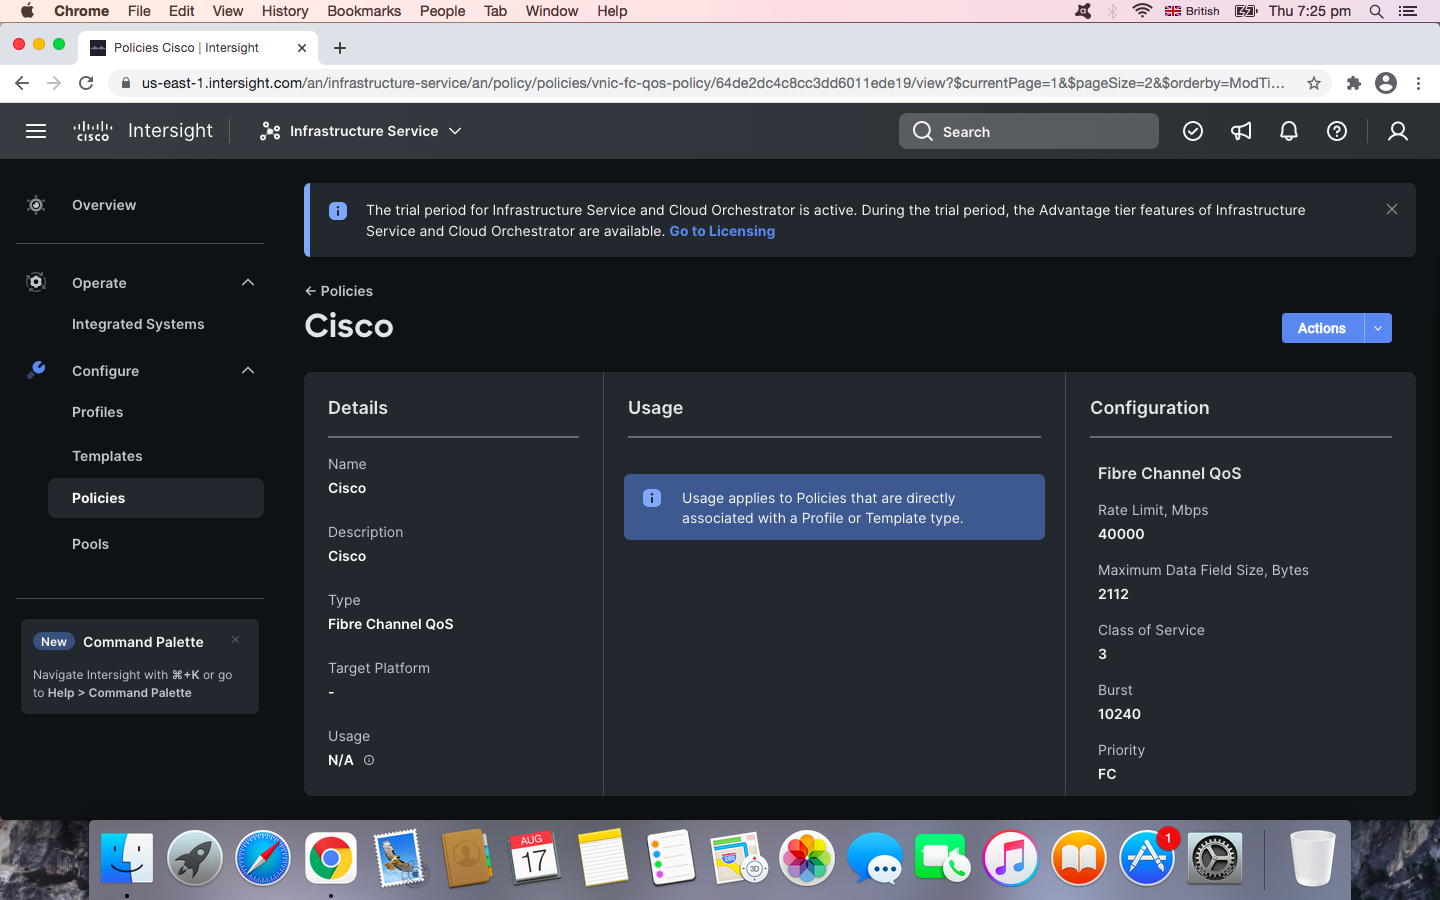 Chrome File Edit View History Bookmarks People Tab Window Help British Thu 7:25 pm
Policies Cisco | Intersight
us-east-1.intersight.com/an/infrastructure-service/an/policy/policies/vnic-fc-qos-policy/64de2dc4c8cc3dd6011ede19/view?$currentPage=1&$pageSize=2&$orderby=ModTi...
cisco Intersight Infrastructure Service Search
Overview
Operate
Integrated Systems
Configure
Profiles
Templates
Policies
Pools
New Command Palette
Navigate Intersight with ⌘+K or go
to Help > Command Palette
The trial period for Infrastructure Service and Cloud Orchestrator is active. During the trial period, the Advantage tier features of Infrastructure
Service and Cloud Orchestrator are available. Go to Licensing
← Policies
Cisco
Actions
Details
Name
Cisco
Description
Cisco
Type
Fibre Channel QoS
Target Platform
-
Usage
N/A
Usage
Usage applies to Policies that are directly
associated with a Profile or Template type.
Configuration
Fibre Channel QoS
Rate Limit, Mbps
40000
Maximum Data Field Size, Bytes
2112
Class of Service
3
Burst
10240
Priority
FC
AUG
17
280
3D
1